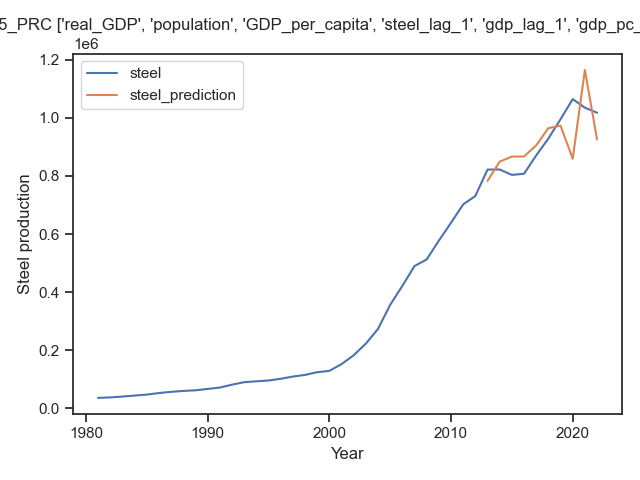 5_PRC ['real_GDP', 'population', 'GDP_per_capita', 'steel_lag_1', 'gdp_lag_1', 'gdp_pc_
1e6
steel
steel_prediction
1.2
1.0
0.8
0.6
0.4
0.2
0.0
Steel production
1980
1990
2000
2010
2020
Year